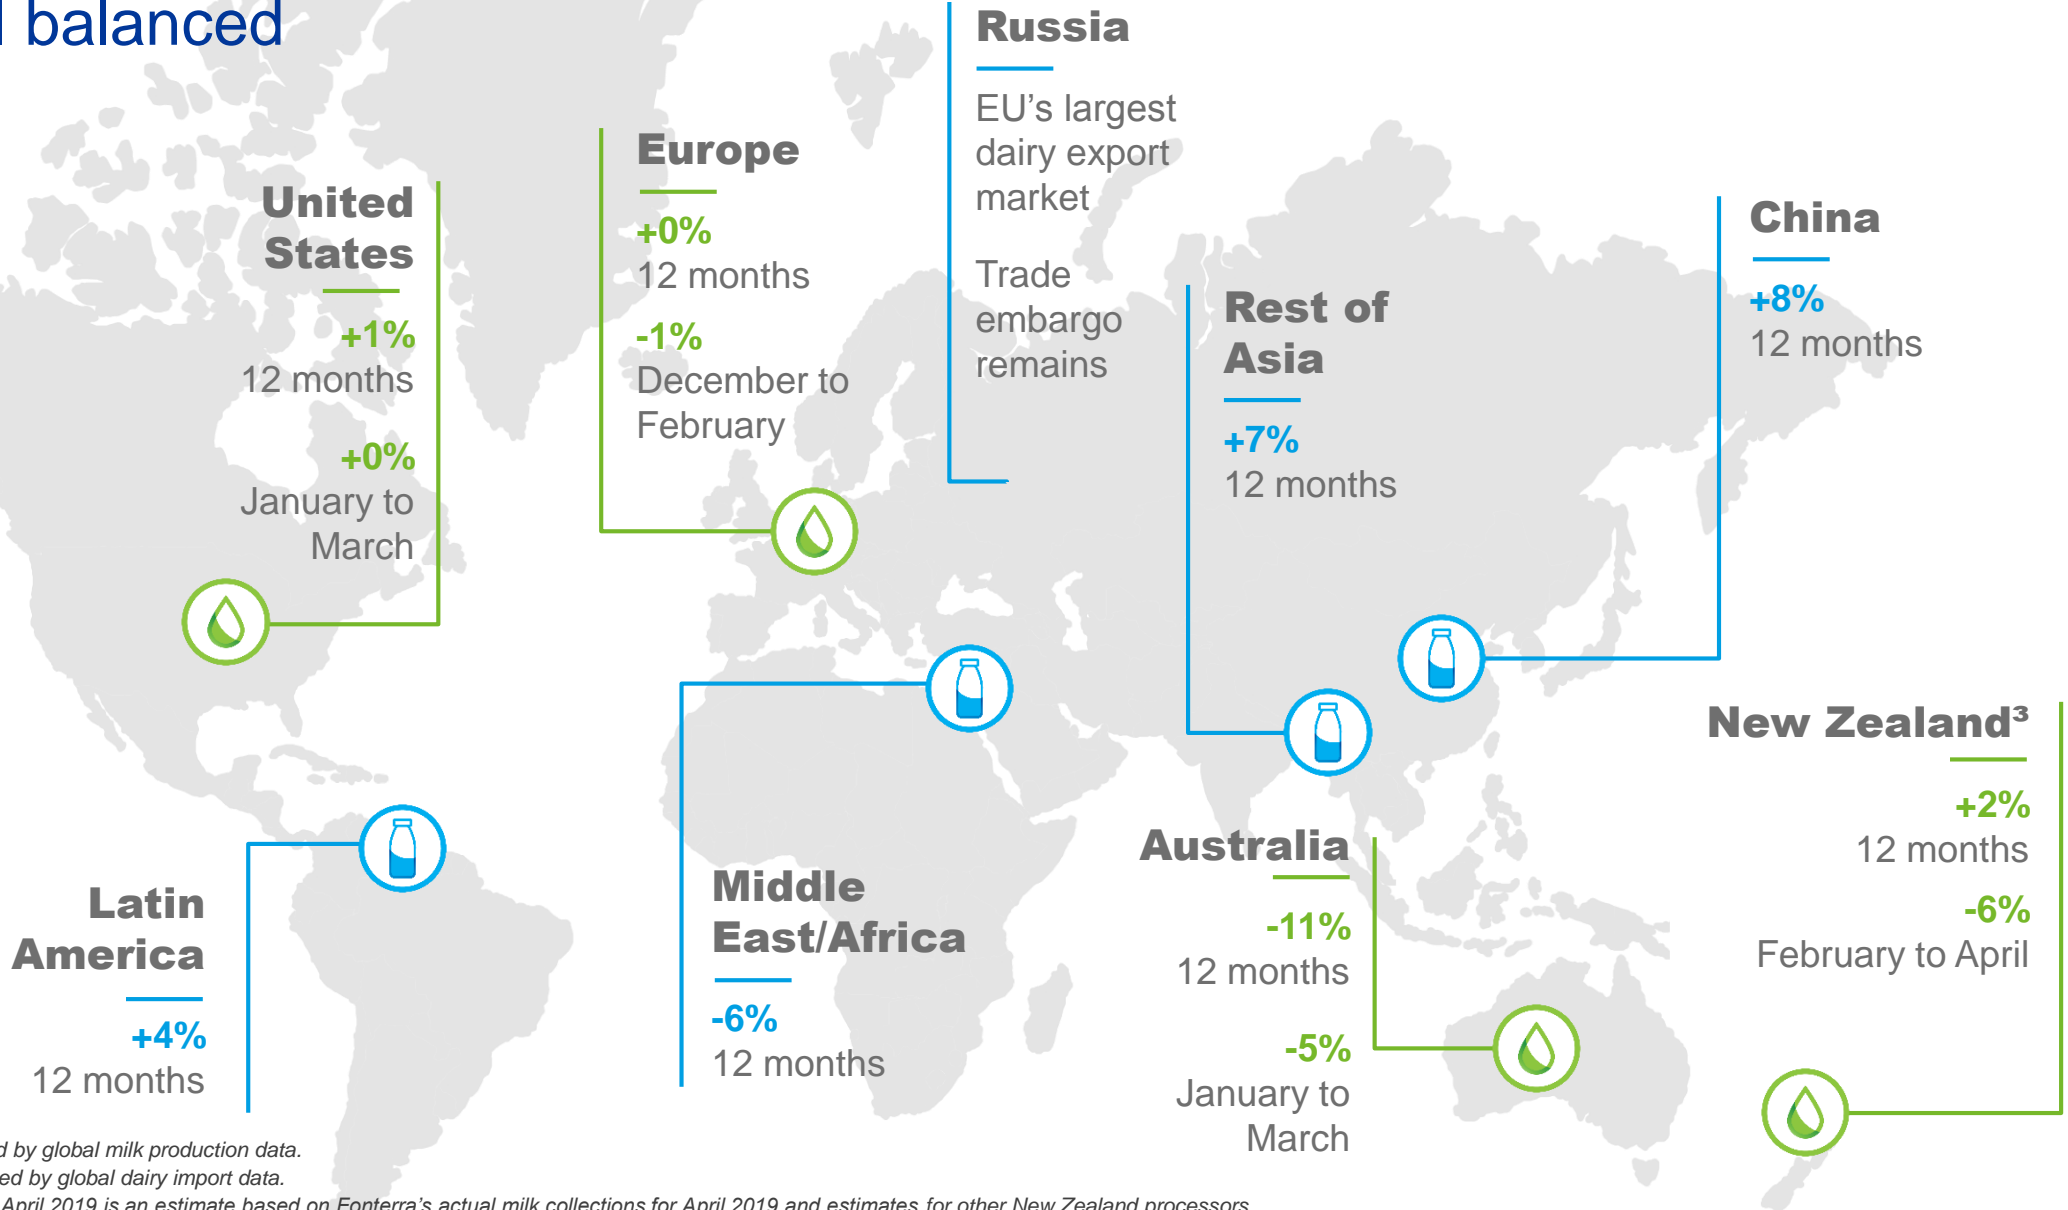 balanced
Russia
EU's largest
dairy export
market
Trade
embargo
remains
Europe
+0%
12 months
-1%
December to
February
United
States
+1%
12 months
+0%
January to
March
China
+8%
12 months
Rest of
Asia
+7%
12 months
New Zealand³
+2%
12 months
-6%
February to April
Australia
-11%
12 months
-5%
January to
March
Middle
East/Africa
-6%
12 months
Latin
America
+4%
12 months
by global milk production data.
by global dairy import data.
April 2019 is an estimate based on Fonterra's actual milk collections for April 2019 and estimates for other New Zealand processors